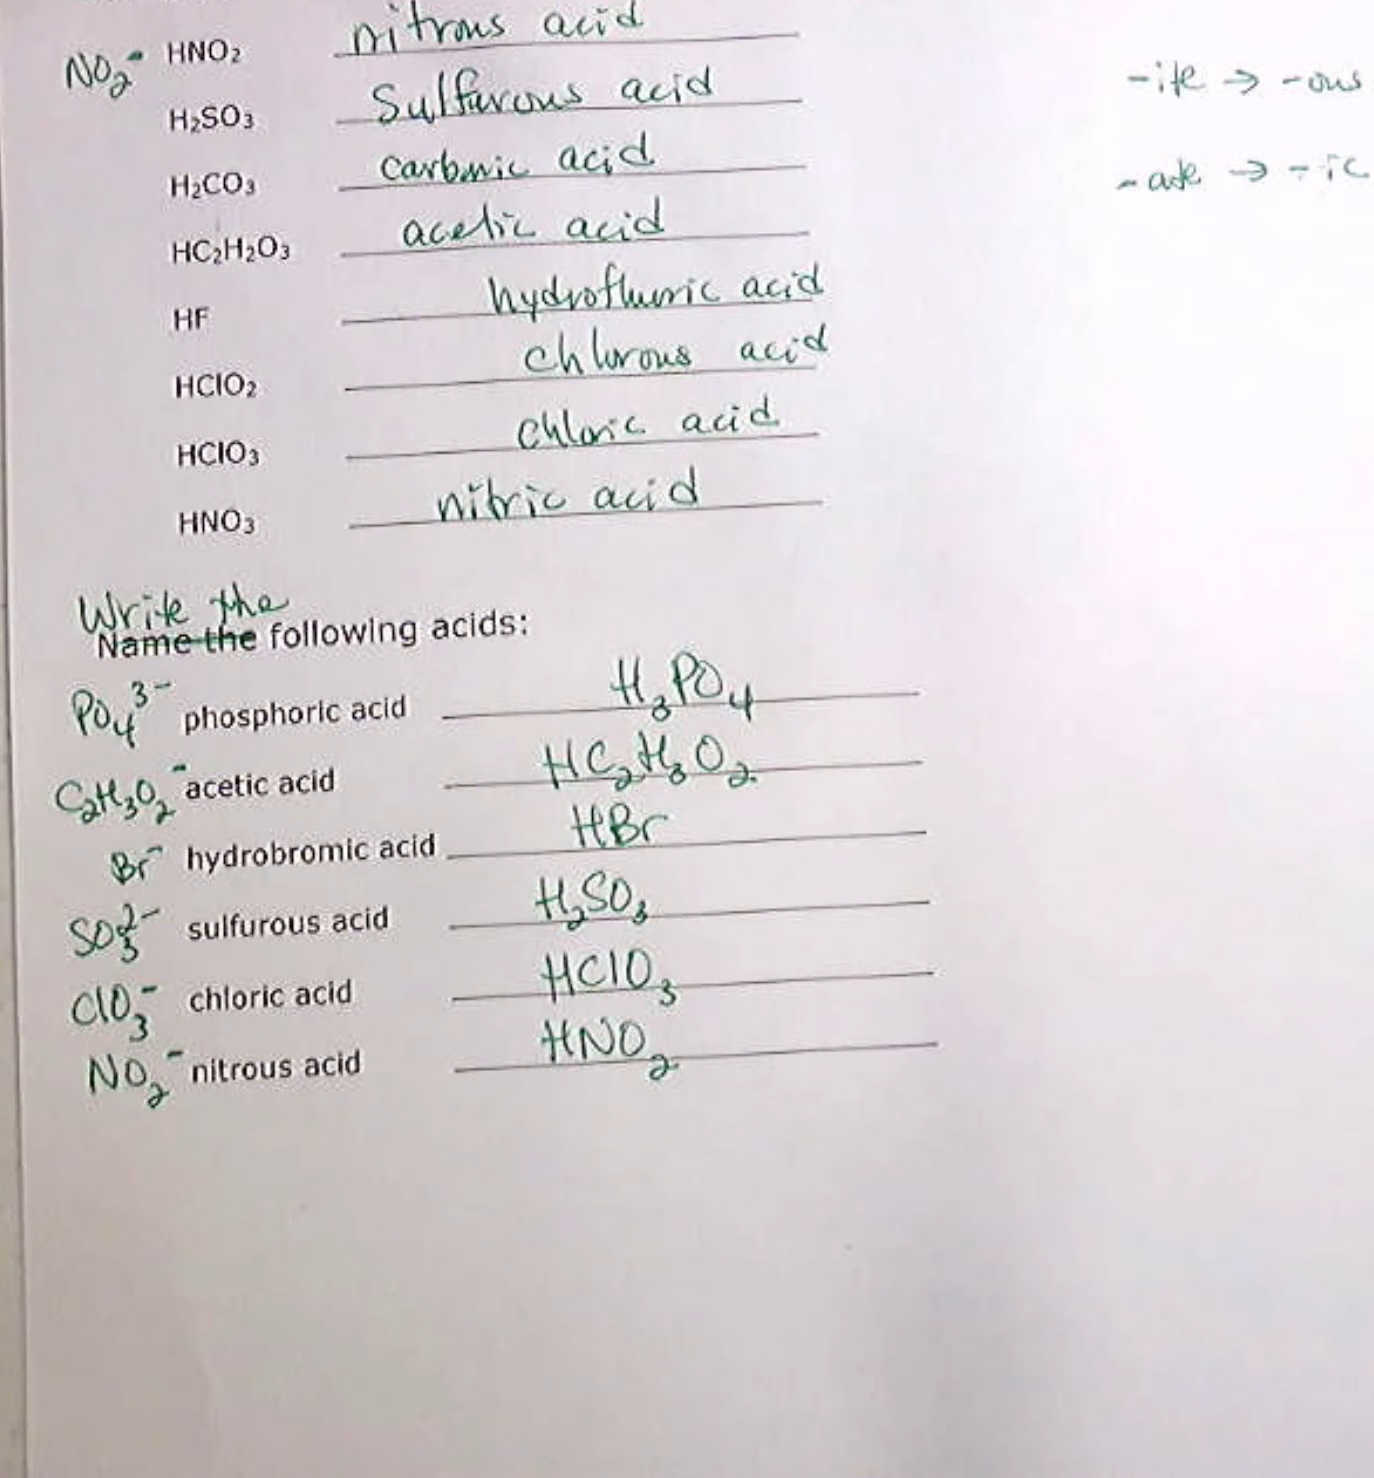 NO₂⁻ HNO₂ nitrous acid
-ite → -ous
H₂SO₃ Sulfurous acid
-ate → -ic
H₂CO₃ carbonic acid
HC₂H₂O₃ acetic acid
HF hydrofluoric acid
HClO₂ chlorous acid
HClO₃ chloric acid
HNO₃ nitric acid
Write the
Name the following acids:
PO₄³⁻ phosphoric acid H₃PO₄
C₂H₃O₂⁻ acetic acid HC₂H₃O₂
Br⁻ hydrobromic acid HBr
SO₃²⁻ sulfurous acid H₂SO₃
ClO₃⁻ chloric acid HClO₃
NO₂⁻ nitrous acid HNO₂